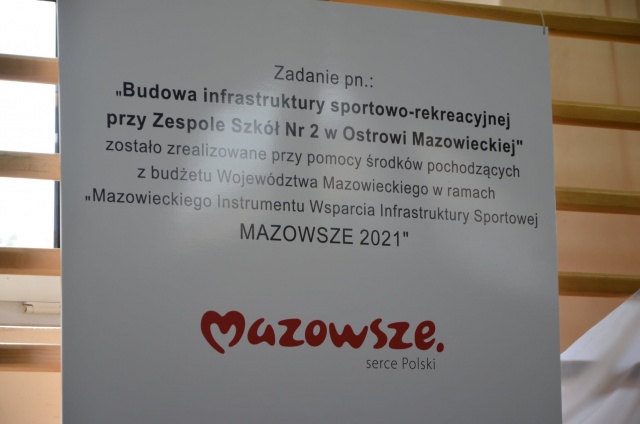 Zadanie pn.:
„Budowa infrastruktury sportowo-rekreacyjnej
przy Zespole Szkół Nr 2 w Ostrowi Mazowieckiej"
zostało zrealizowane przy pomocy środków pochodzących
z budżetu Województwa Mazowieckiego w ramach
„Mazowieckiego Instrumentu Wsparcia Infrastruktury Sportowej
MAZOWSZE 2021"
Mazowsze.
serce Polski